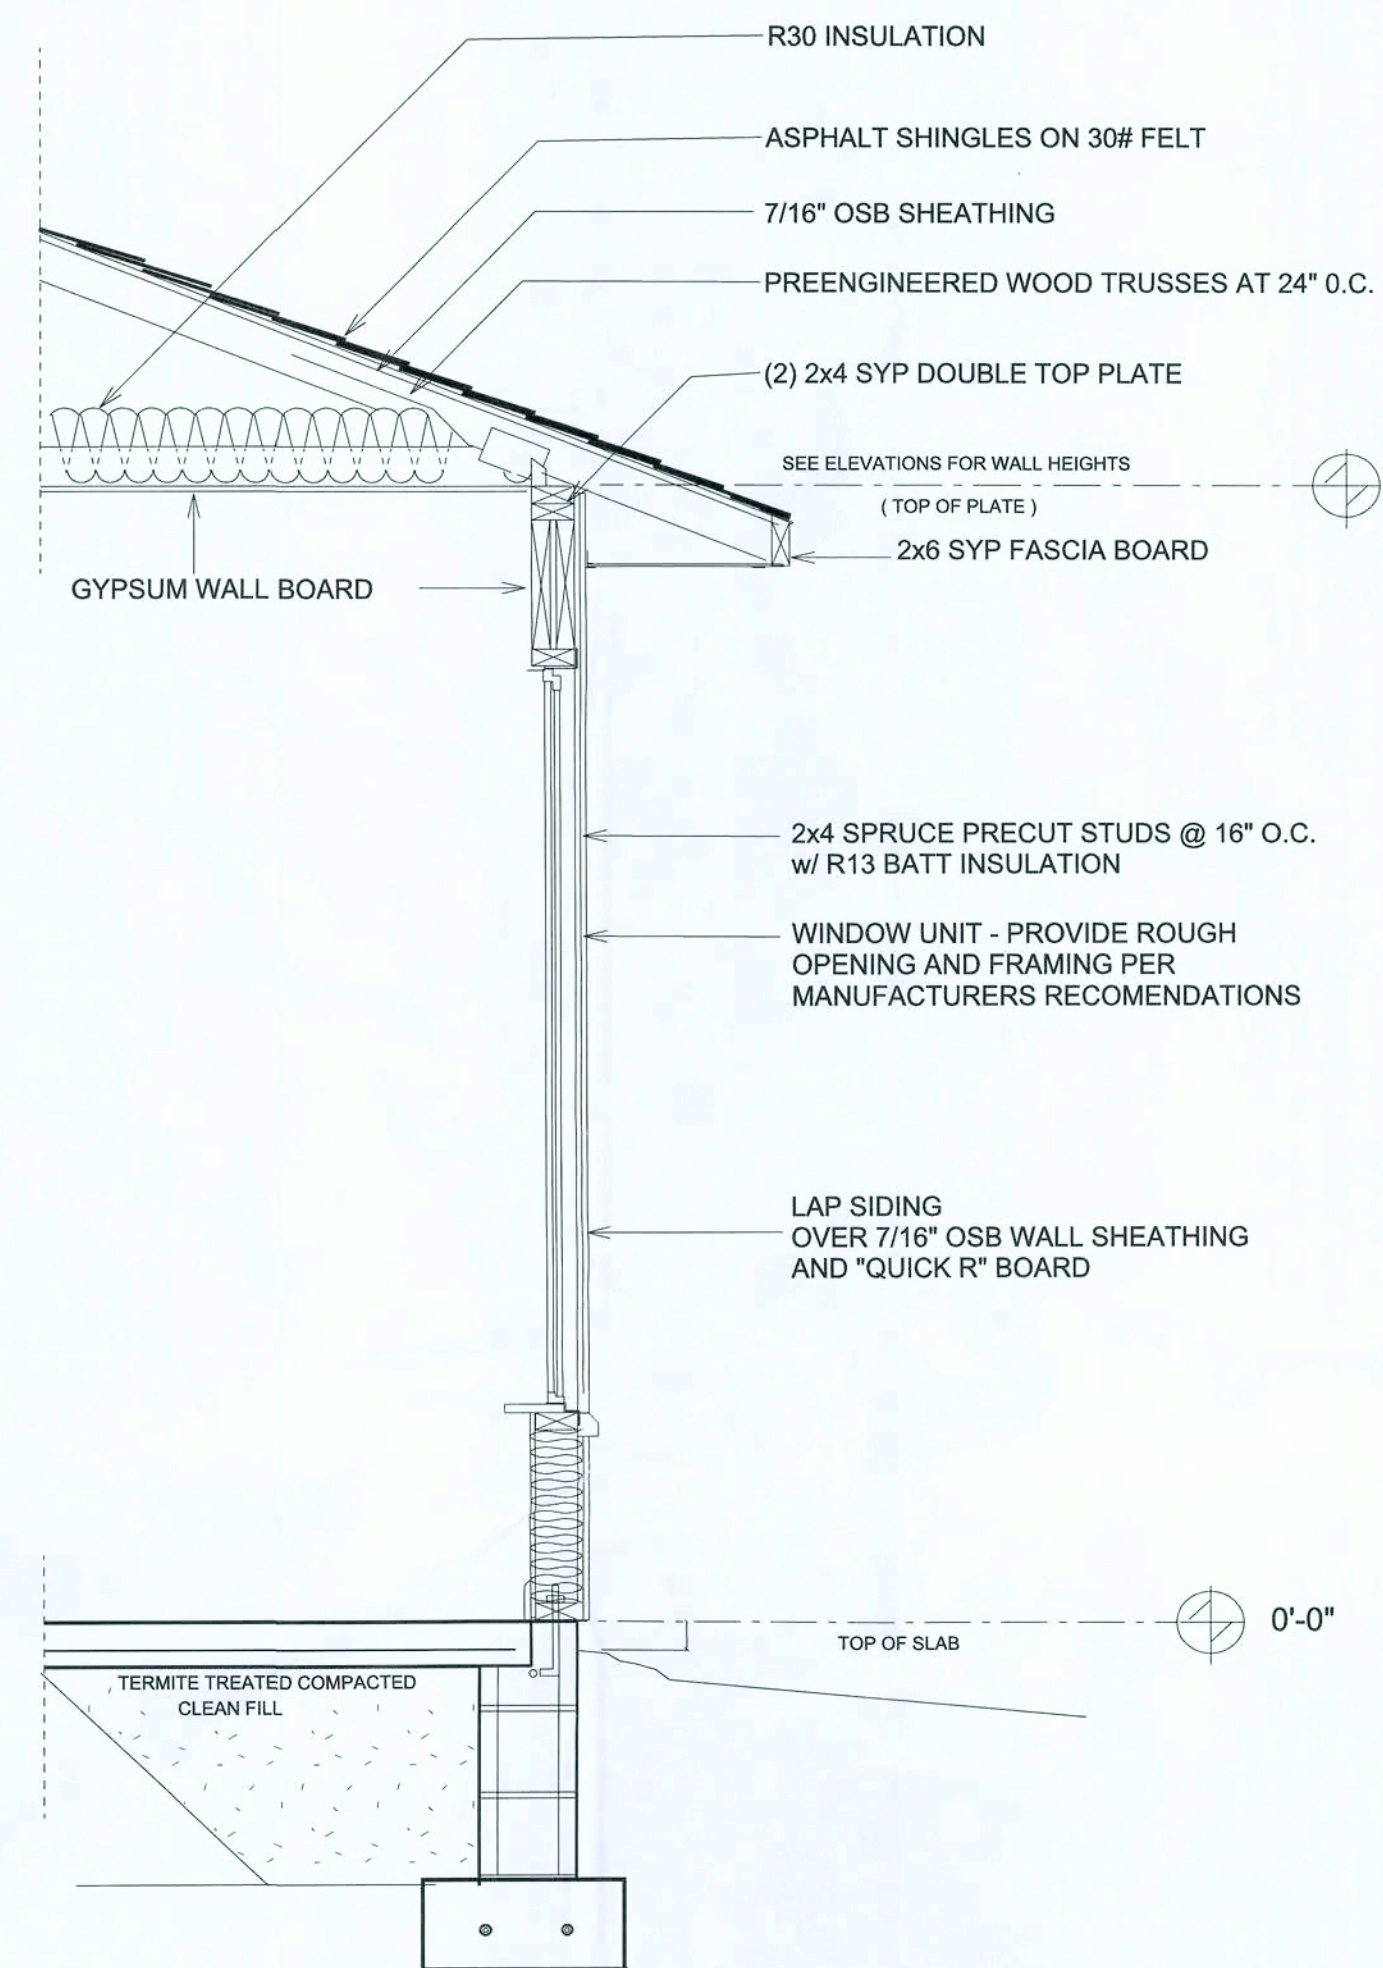 R30 INSULATION
ASPHALT SHINGLES ON 30# FELT
7/16" OSB SHEATHING
PREENGINEERED WOOD TRUSSES AT 24" 0.C.
(2) 2x4 SYP DOUBLE TOP PLATE
SEE ELEVATIONS FOR WALL HEIGHTS
( TOP OF PLATE )
2x6 SYP FASCIA BOARD
GYPSUM WALL BOARD
2x4 SPRUCE PRECUT STUDS @ 16" O.C.
w/ R13 BATT INSULATION
WINDOW UNIT - PROVIDE ROUGH
OPENING AND FRAMING PER
MANUFACTURERS RECOMENDATIONS
LAP SIDING
OVER 7/16" OSB WALL SHEATHING
AND "QUICK R" BOARD
0'-0"
TOP OF SLAB
TERMITE TREATED COMPACTED
CLEAN FILL